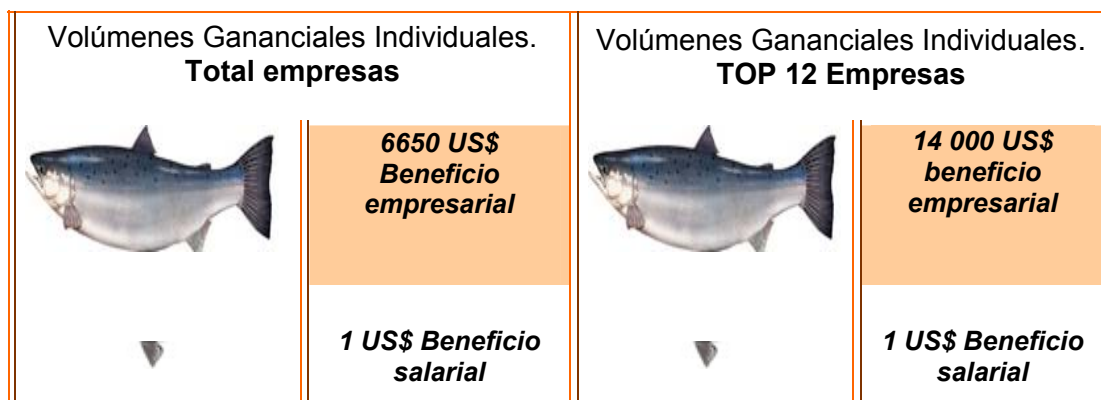 Volúmenes Gananciales Individuales.
Total empresas
6650 US$
Beneficio
empresarial
1 US$ Beneficio
salarial
Volúmenes Gananciales Individuales.
TOP 12 Empresas
14 000 US$
beneficio
empresarial
1 US$ Beneficio
salarial